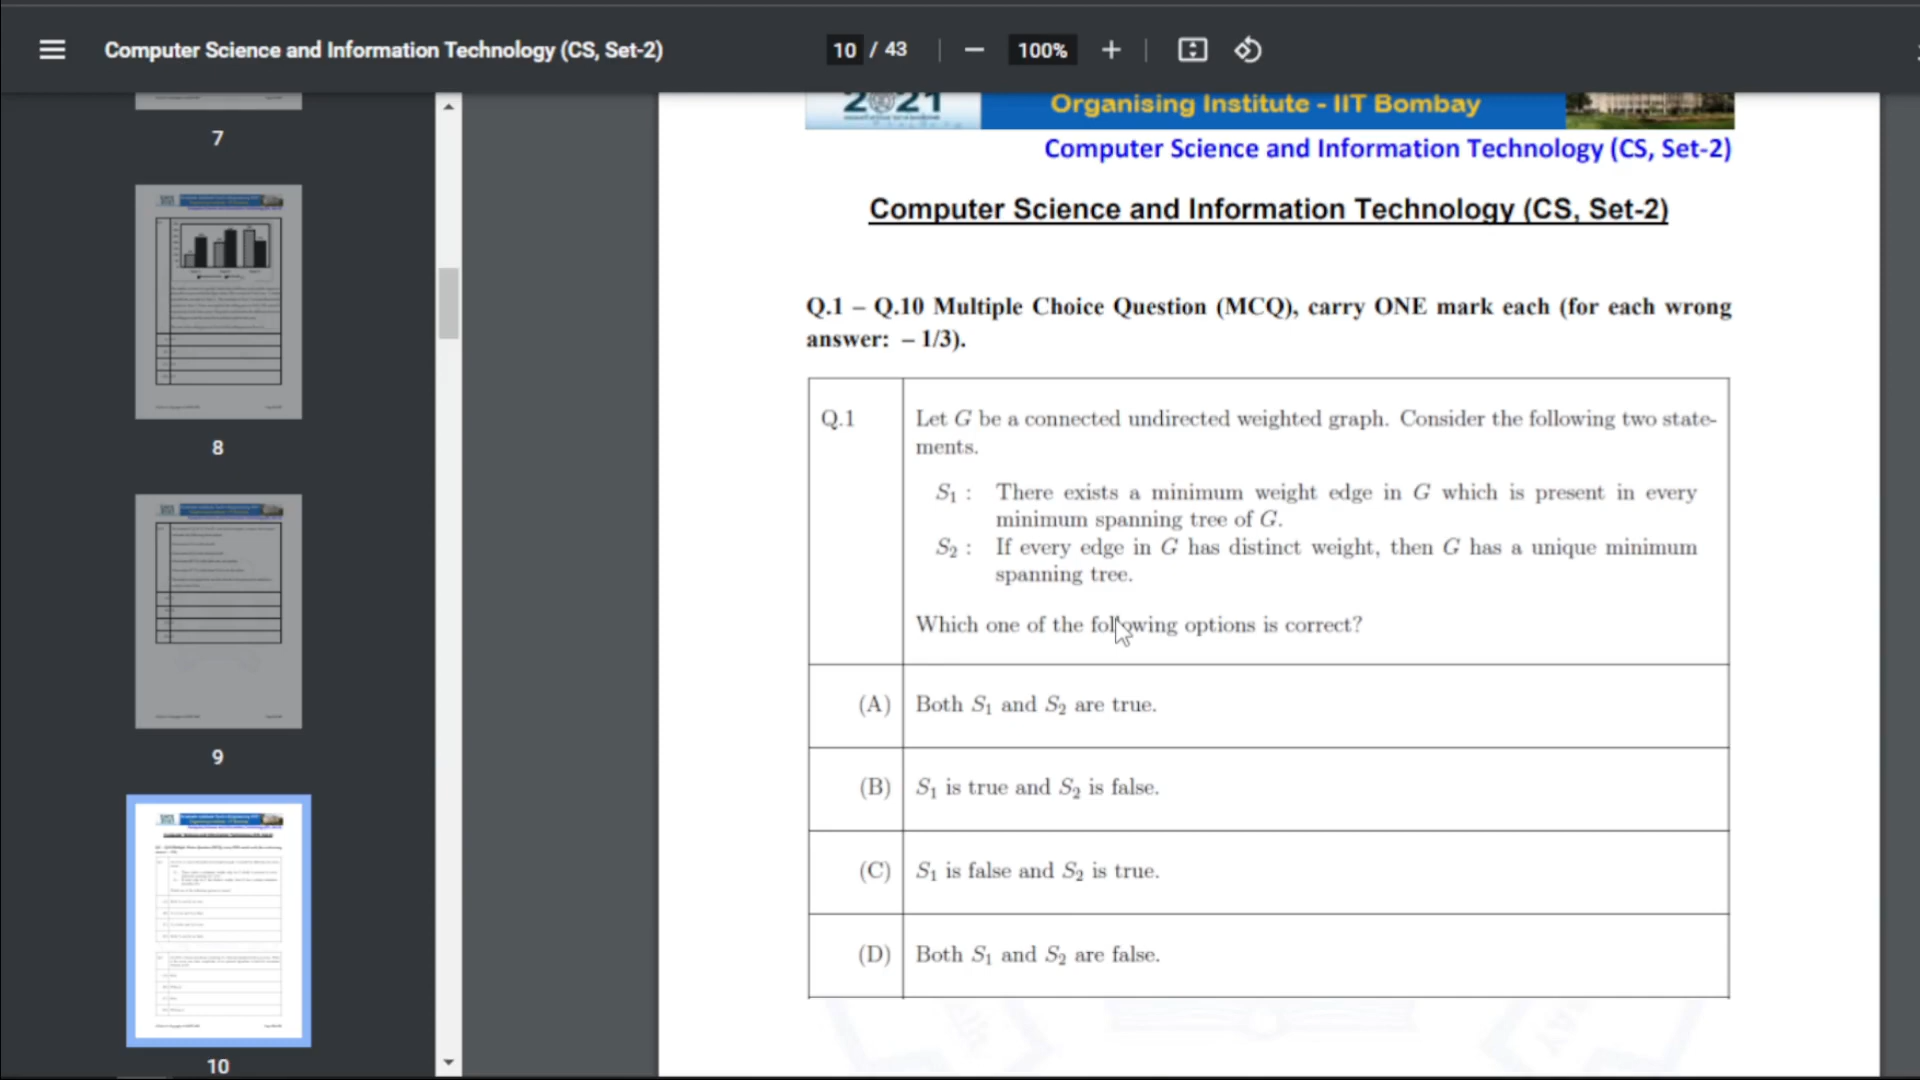 Computer Science and Information Technology (CS, Set-2)
10 / 43
100%
7
8
9
10
2021
Organising Institute - IIT Bombay
Computer Science and Information Technology (CS, Set-2)
Computer Science and Information Technology (CS, Set-2)
Q.1 – Q.10 Multiple Choice Question (MCQ), carry ONE mark each (for each wrong
answer: – 1/3).
Q.1 Let G be a connected undirected weighted graph. Consider the following two state-
ments.
S₁ : There exists a minimum weight edge in G which is present in every
minimum spanning tree of G.
S₂ : If every edge in G has distinct weight, then G has a unique minimum
spanning tree.
Which one of the following options is correct?
(A) Both S₁ and S₂ are true.
(B) S₁ is true and S₂ is false.
(C) S₁ is false and S₂ is true.
(D) Both S₁ and S₂ are false.